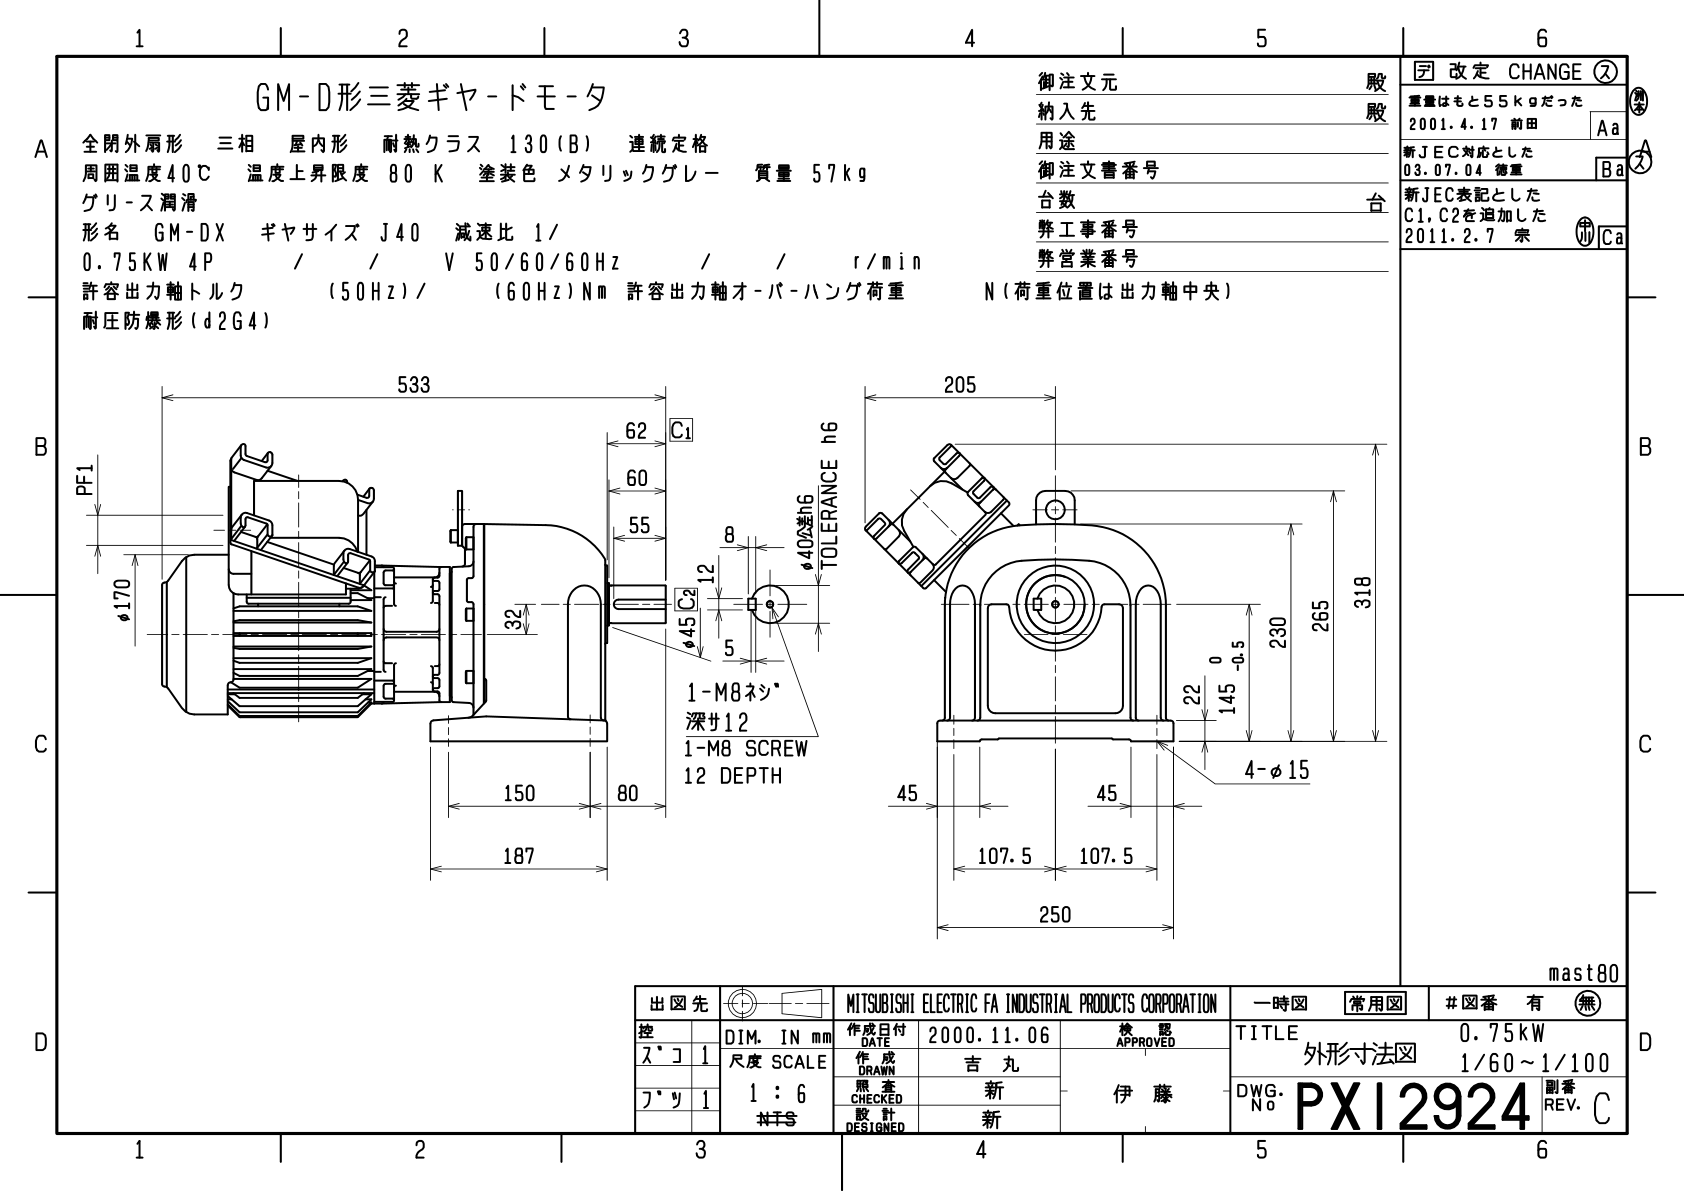 1 2 3 4 5 6
A
B
C
D
GM-D形三菱ギヤードモータ
全閉外扇形 三相 屋内形 耐熱クラス 130(B) 連続定格
周囲温度40℃ 温度上昇限度 80 K 塗装色 メタリックグレー 質量 57kg
グリース潤滑
形名 GM-DX ギヤサイズ J40 減速比 1/
0.75KW 4P / / V 50/60/60Hz / / r/min
許容出力軸トルク (50Hz)/ (60Hz)Nm 許容出力軸オーバーハング荷重 N(荷重位置は出力軸中央)
耐圧防爆形(d2G4)
御注文元 殿
納入先 殿
用途
御注文書番号
台数 台
弊工事番号
弊営業番号
デ 改定 CHANGE ス
重量はもと55kgだった
2001.4.17 前田 Aa
新JEC対応とした
03.07.04 徳重 Ba ス
新JEC表記とした
C1,C2を追加した
2011.2.7 宗 中川 Ca
A
B
C
D
533
62 C1
60
55
PF1
φ170
32
φ45
C2
8
12
5
φ40公差h6
TOLERANCE h6
1-M8ネジ
深サ12
1-M8 SCREW
12 DEPTH
150
80
187
205
318
265
230
0
145 -0.5
22
4-φ15
45
45
107.5
107.5
250
mast80
出図先
控
ズコ 1
ブツ 1
DIM. IN mm
尺度 SCALE
1 : 6
NTS
MITSUBISHI ELECTRIC FA INDUSTRIAL PRODUCTS CORPORATION
作成日付 DATE 2000.11.06
検認 APPROVED
作成 DRAWN 吉丸
照査 CHECKED 新
設計 DESIGNED 新
伊藤
一時図 常用図 #図番 有 無
TITLE
外形寸法図
0.75kW
1/60~1/100
DWG. No PX12924
副番 REV. C
1 2 3 4 5 6